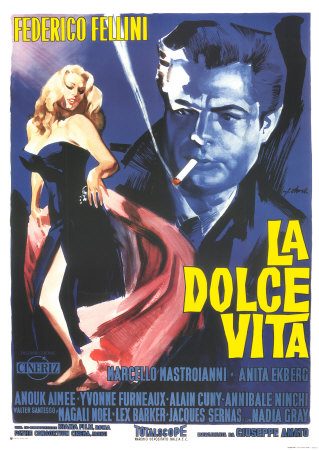 FEDERICO FELLINI
LA
DOLCE
VITA
CINERIZ
MARCELLO MASTROIANNI - ANITA EKBERG
ANOUK AIMEE - YVONNE FURNEAUX - ALAIN CUNY - ANNIBALE NINCHI
WALTER SANTESSO - MAGALI NOEL - LEX BARKER - JACQUES SERNAS NADIA GRAY
TOTALSCOPE
GIUSEPPE AMATO